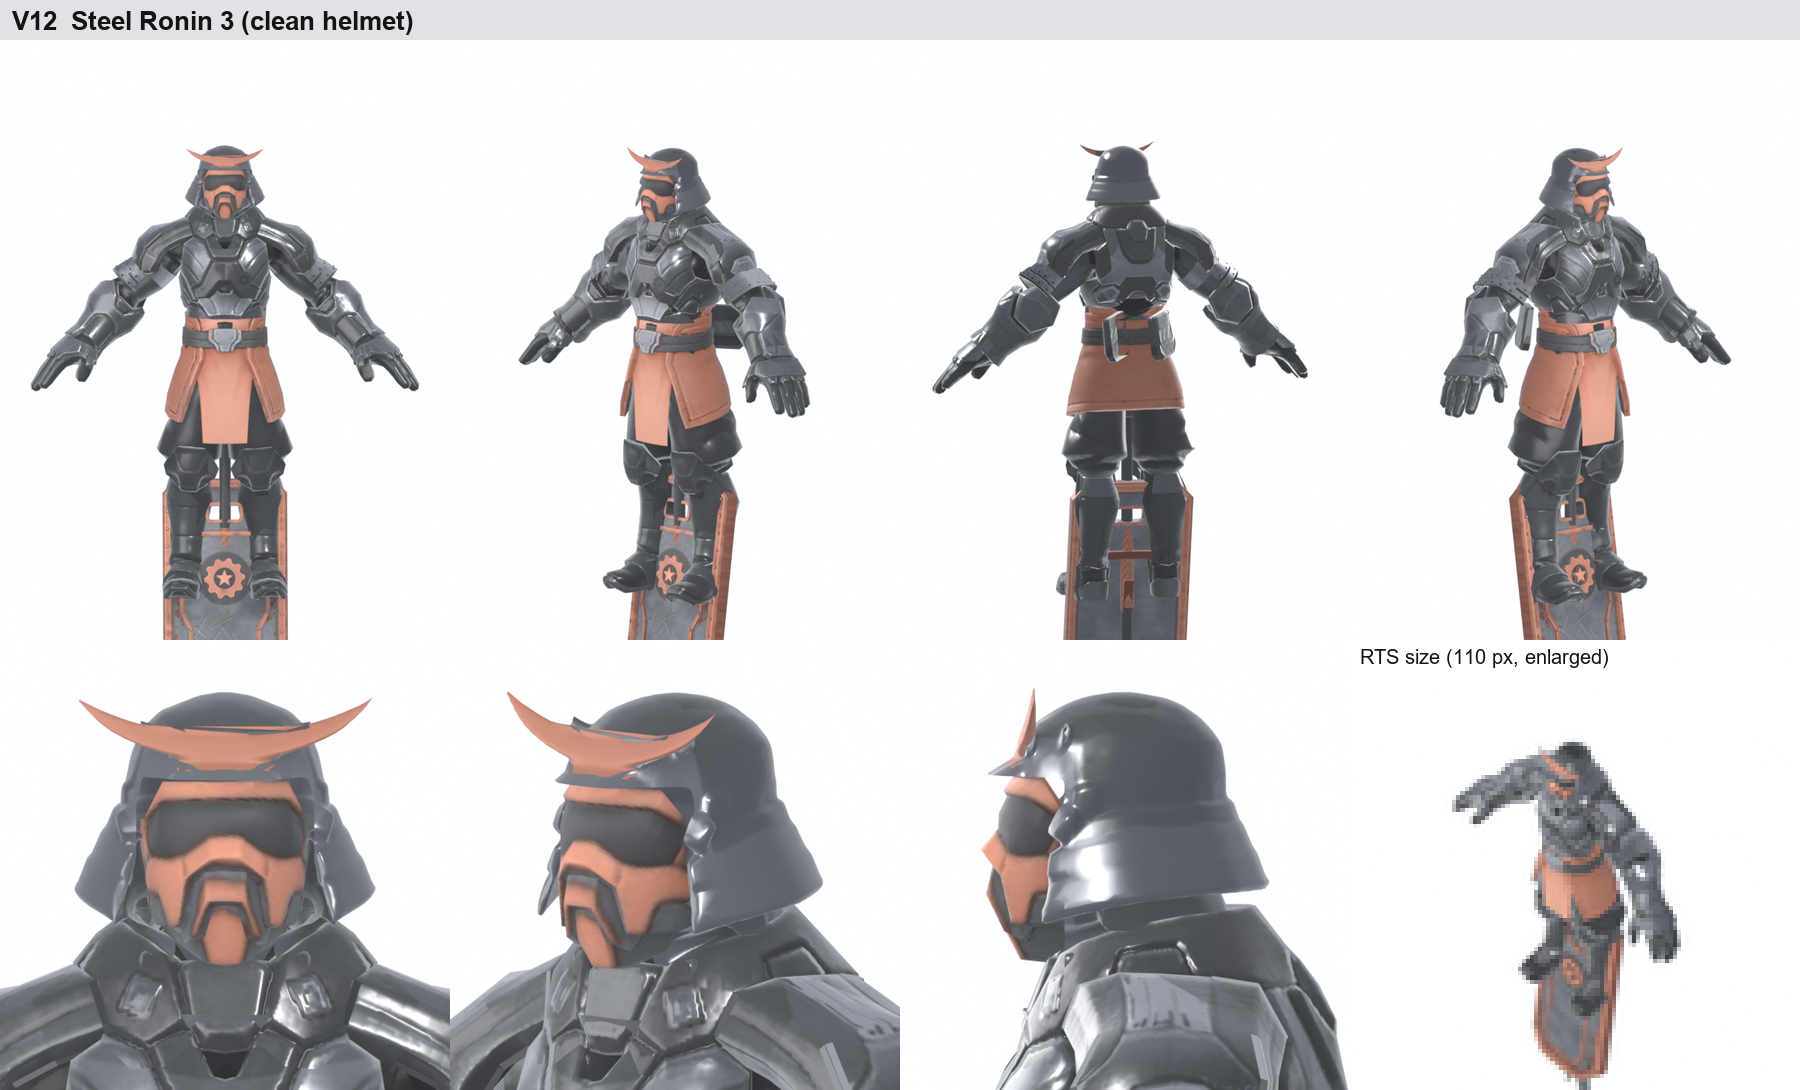 V12 Steel Ronin 3 (clean helmet)
RTS size (110 px, enlarged)